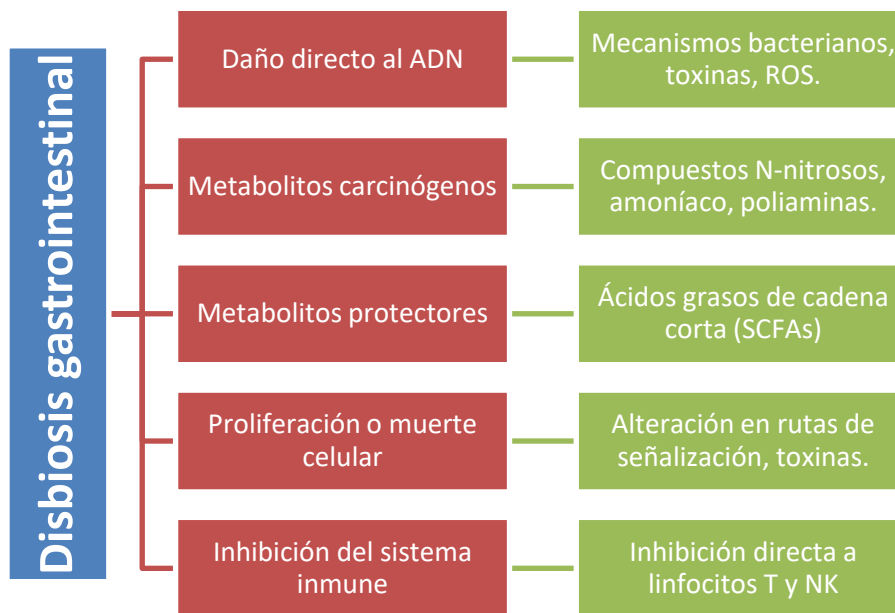 Disbiosis gastrointestinal
Daño directo al ADN
Mecanismos bacterianos,
toxinas, ROS.
Metabolitos carcinógenos
Compuestos N-nitrosos,
amoníaco, poliaminas.
Metabolitos protectores
Ácidos grasos de cadena
corta (SCFAs)
Proliferación o muerte
celular
Alteración en rutas de
señalización, toxinas.
Inhibición del sistema
inmune
Inhibición directa a
linfocitos T y NK